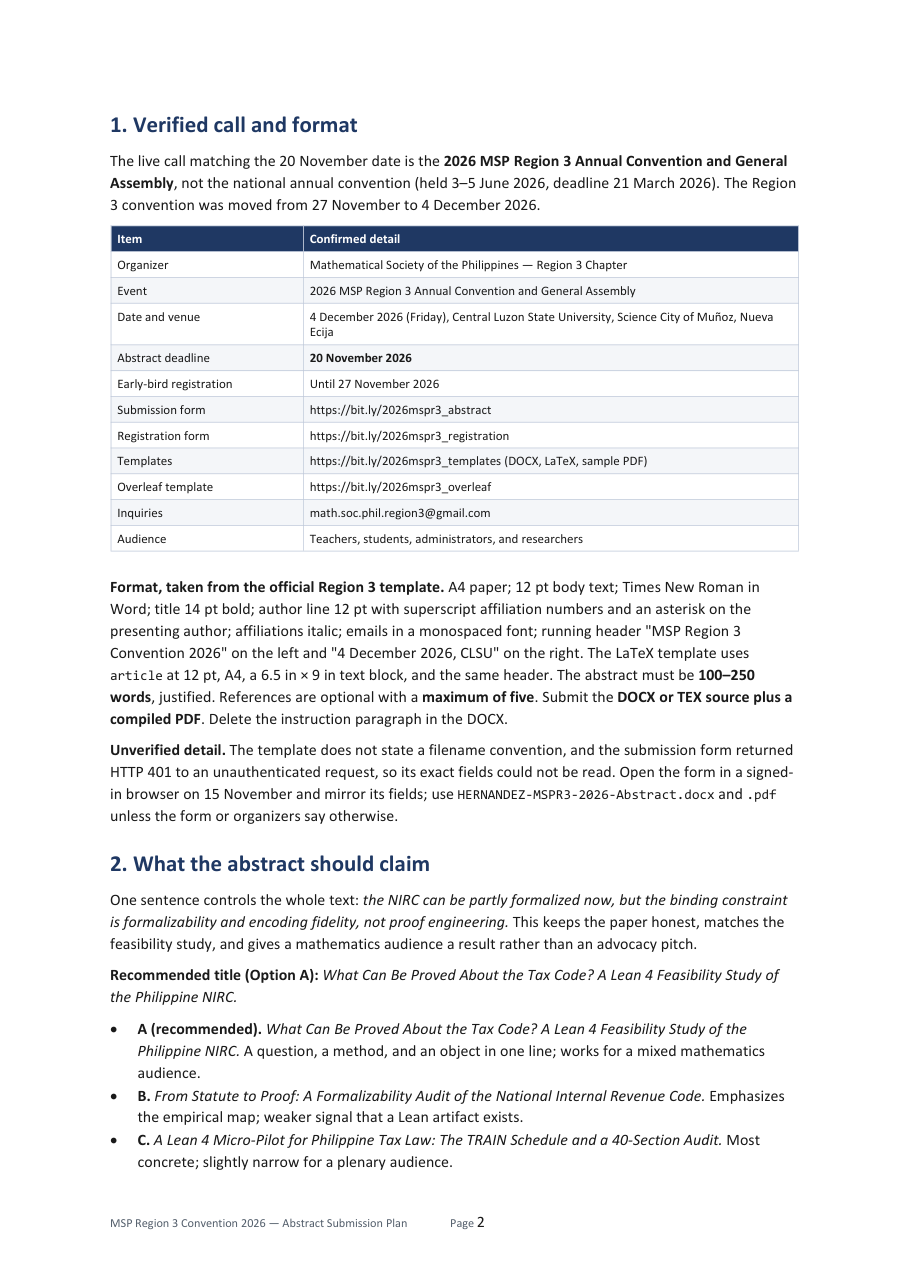 1. Verified call and format
The live call matching the 20 November date is the 2026 MSP Region 3 Annual Convention and General
Assembly, not the national annual convention (held 3–5 June 2026, deadline 21 March 2026). The Region
3 convention was moved from 27 November to 4 December 2026.
Item Confirmed detail
Organizer Mathematical Society of the Philippines — Region 3 Chapter
Event 2026 MSP Region 3 Annual Convention and General Assembly
Date and venue 4 December 2026 (Friday), Central Luzon State University, Science City of Muñoz, Nueva
Ecija
Abstract deadline 20 November 2026
Early-bird registration Until 27 November 2026
Submission form https://bit.ly/2026mspr3_abstract
Registration form https://bit.ly/2026mspr3_registration
Templates https://bit.ly/2026mspr3_templates (DOCX, LaTeX, sample PDF)
Overleaf template https://bit.ly/2026mspr3_overleaf
Inquiries math.soc.phil.region3@gmail.com
Audience Teachers, students, administrators, and researchers
Format, taken from the official Region 3 template. A4 paper; 12 pt body text; Times New Roman in
Word; title 14 pt bold; author line 12 pt with superscript affiliation numbers and an asterisk on the
presenting author; affiliations italic; emails in a monospaced font; running header "MSP Region 3
Convention 2026" on the left and "4 December 2026, CLSU" on the right. The LaTeX template uses
article at 12 pt, A4, a 6.5 in × 9 in text block, and the same header. The abstract must be 100–250
words, justified. References are optional with a maximum of five. Submit the DOCX or TEX source plus a
compiled PDF. Delete the instruction paragraph in the DOCX.
Unverified detail. The template does not state a filename convention, and the submission form returned
HTTP 401 to an unauthenticated request, so its exact fields could not be read. Open the form in a signed-
in browser on 15 November and mirror its fields; use HERNANDEZ-MSPR3-2026-Abstract.docx and .pdf
unless the form or organizers say otherwise.
2. What the abstract should claim
One sentence controls the whole text: the NIRC can be partly formalized now, but the binding constraint
is formalizability and encoding fidelity, not proof engineering. This keeps the paper honest, matches the
feasibility study, and gives a mathematics audience a result rather than an advocacy pitch.
Recommended title (Option A): What Can Be Proved About the Tax Code? A Lean 4 Feasibility Study of
the Philippine NIRC.
• A (recommended). What Can Be Proved About the Tax Code? A Lean 4 Feasibility Study of the
Philippine NIRC. A question, a method, and an object in one line; works for a mixed mathematics
audience.
• B. From Statute to Proof: A Formalizability Audit of the National Internal Revenue Code. Emphasizes
the empirical map; weaker signal that a Lean artifact exists.
• C. A Lean 4 Micro-Pilot for Philippine Tax Law: The TRAIN Schedule and a 40-Section Audit. Most
concrete; slightly narrow for a plenary audience.
MSP Region 3 Convention 2026 — Abstract Submission Plan Page 2